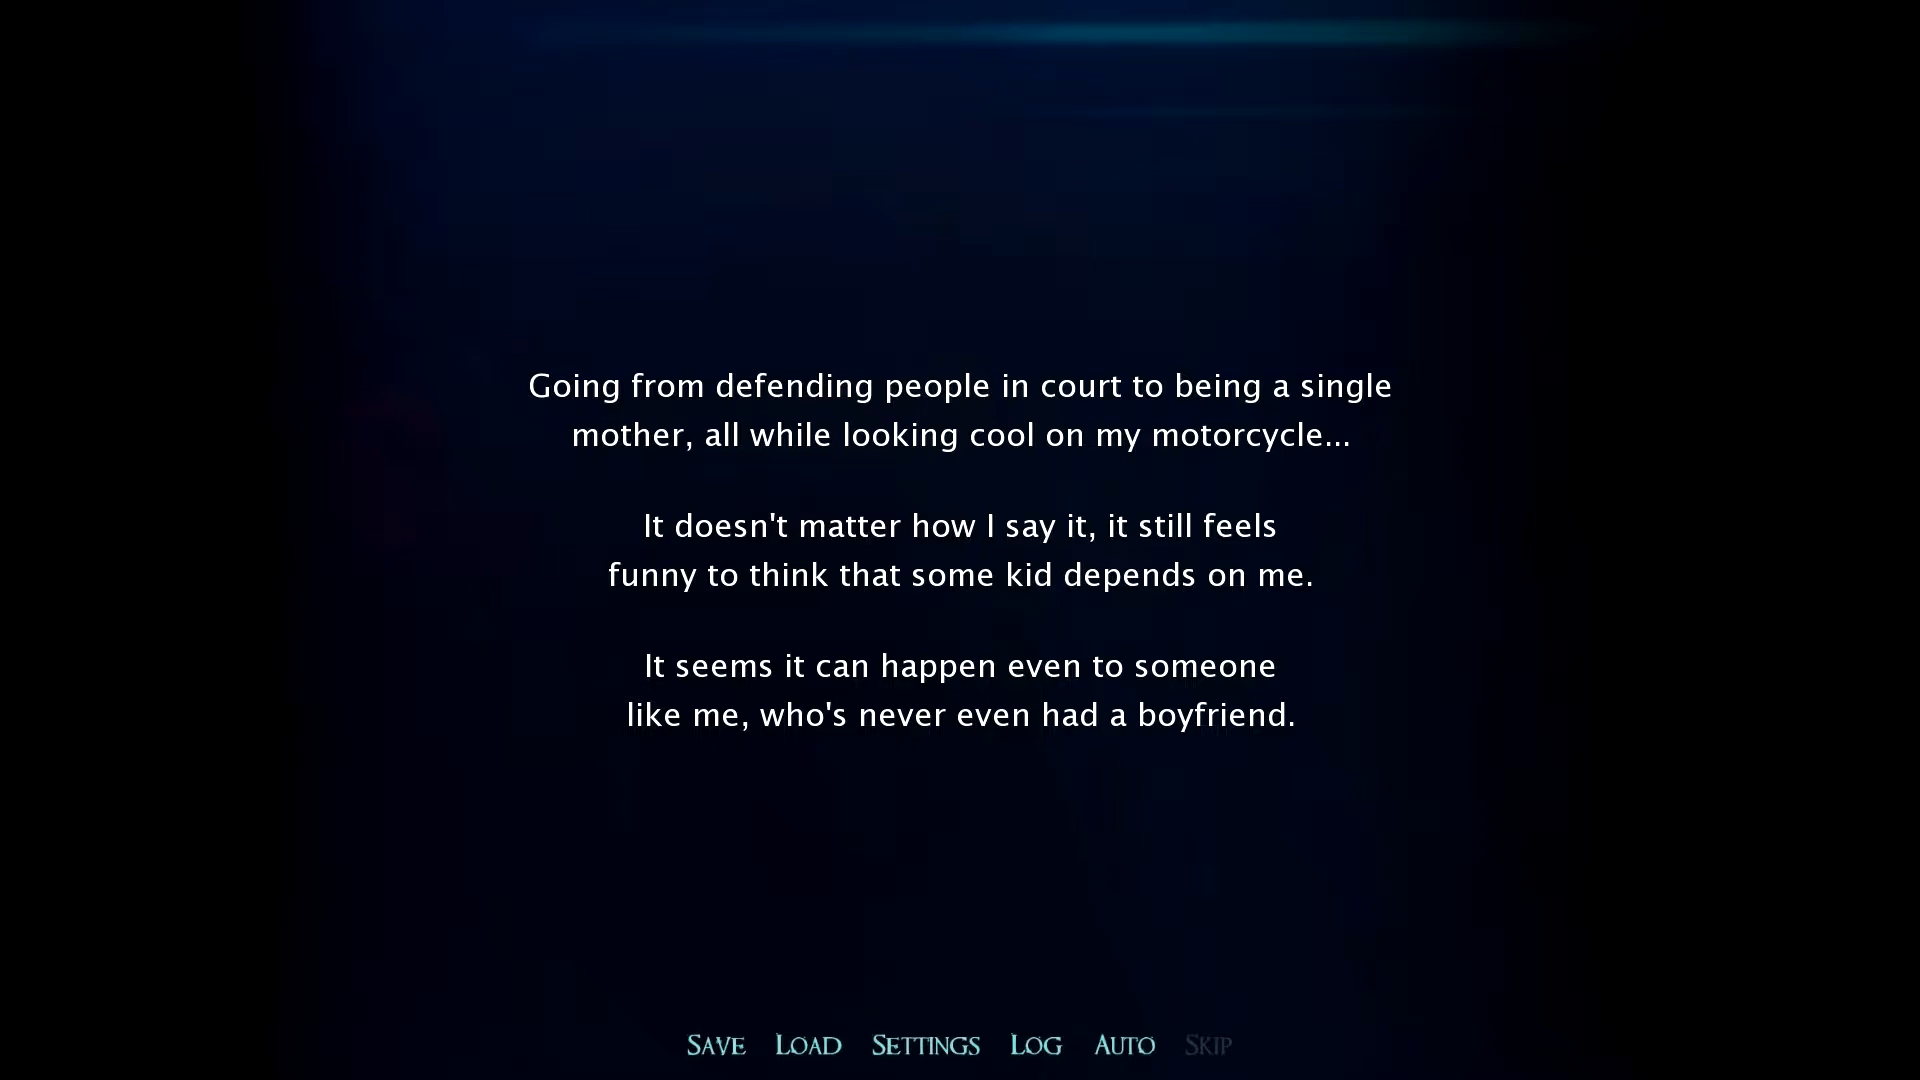 Going from defending people in court to being a single
mother, all while looking cool on my motorcycle...
It doesn't matter how I say it, it still feels
funny to think that some kid depends on me.
It seems it can happen even to someone
like me, who's never even had a boyfriend.
Save Load Settings Log Auto Skip